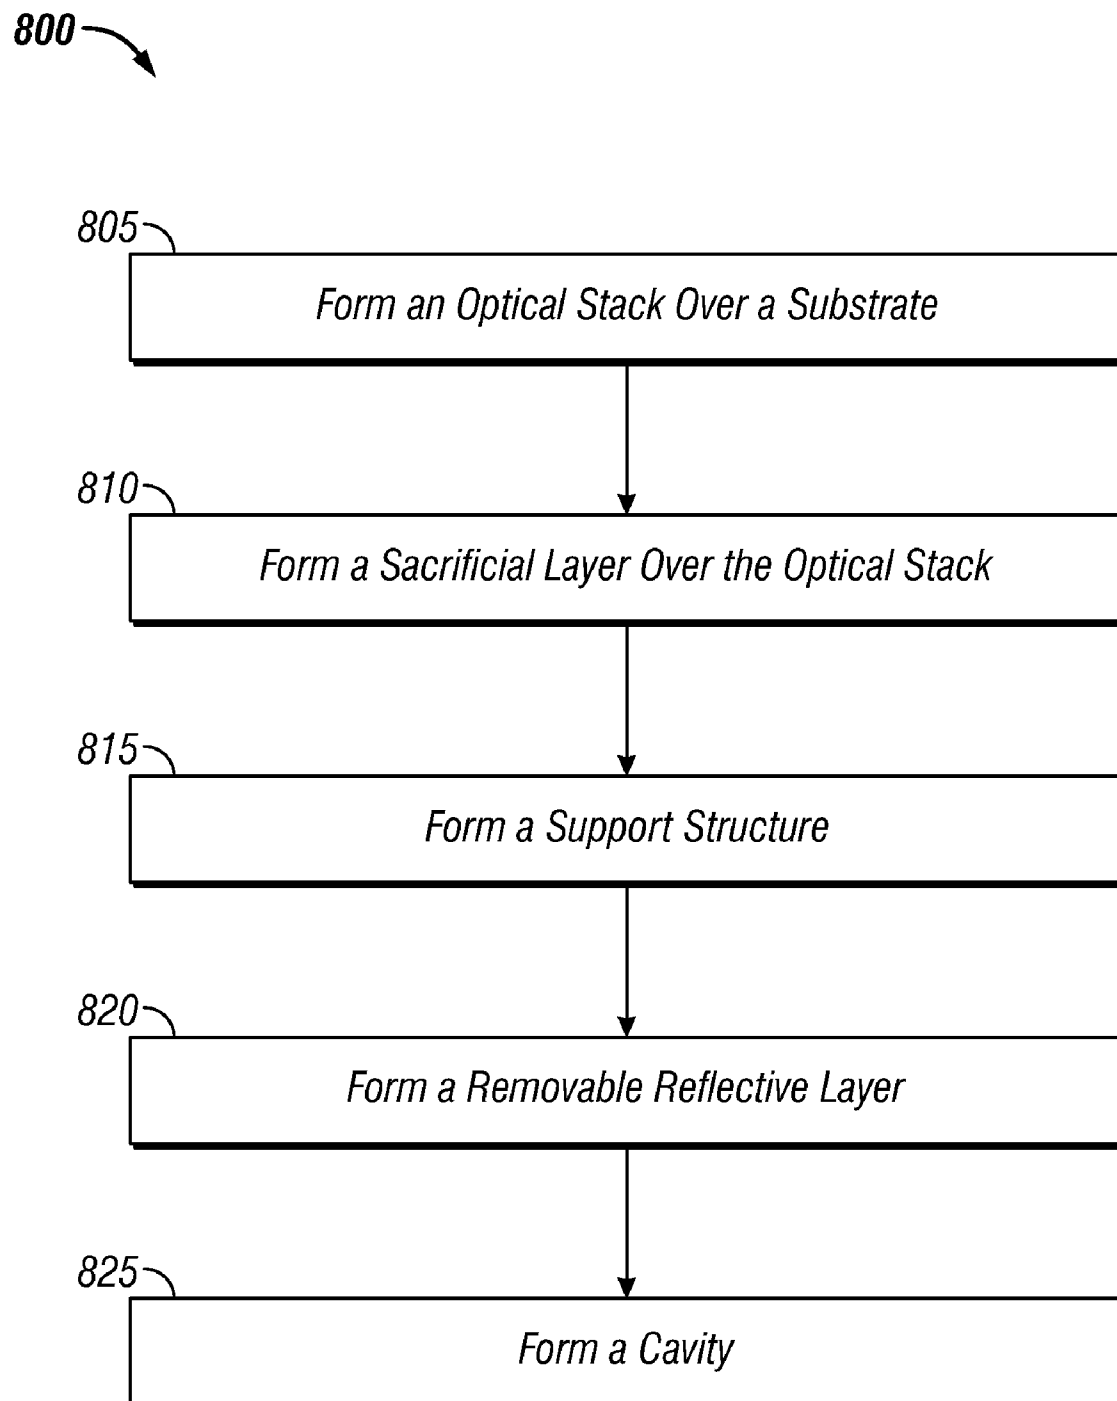 800
805
Form an Optical Stack Over a Substrate
810
Form a Sacrificial Layer Over the Optical Stack
815
Form a Support Structure
820
Form a Removable Reflective Layer
825
Form a Cavity